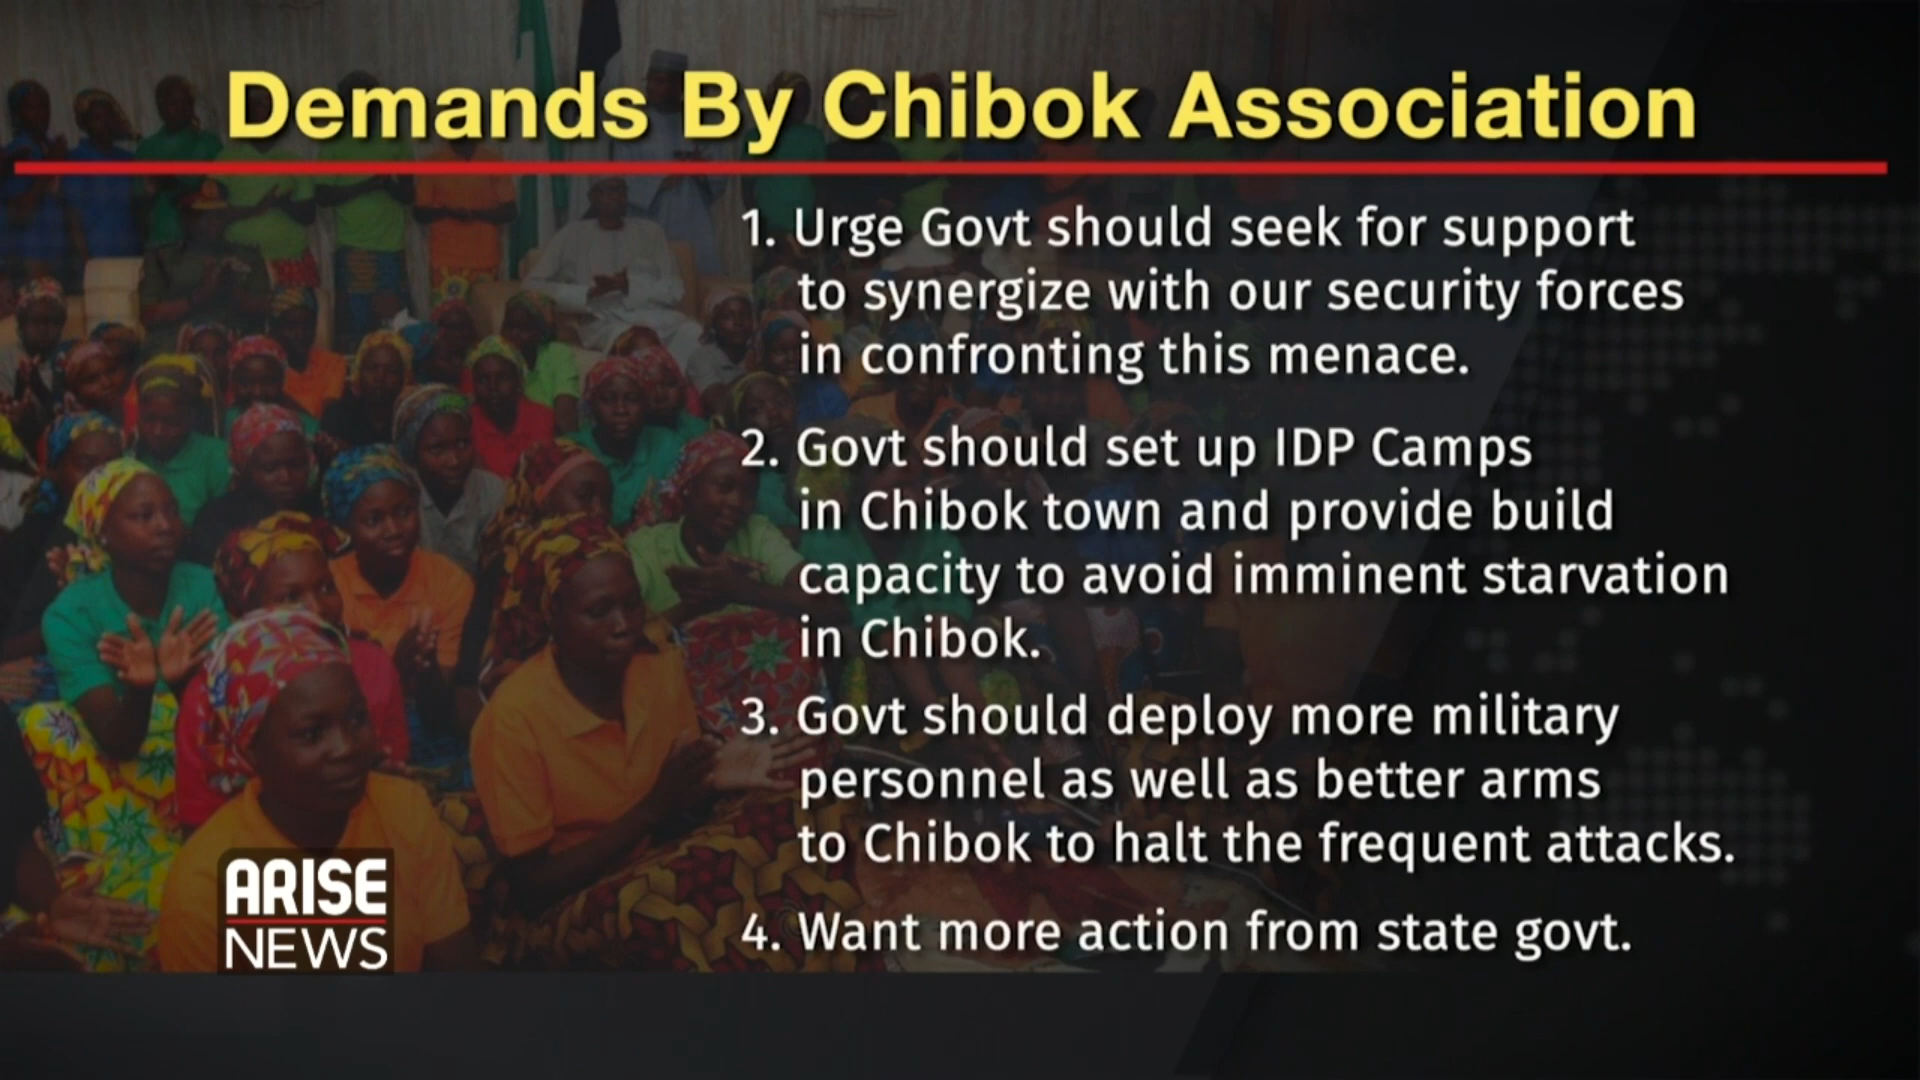 Demands By Chibok Association
1. Urge Govt should seek for support
to synergize with our security forces
in confronting this menace.
2. Govt should set up IDP Camps
in Chibok town and provide build
capacity to avoid imminent starvation
in Chibok.
3. Govt should deploy more military
personnel as well as better arms
to Chibok to halt the frequent attacks.
4. Want more action from state govt.
ARISE
NEWS